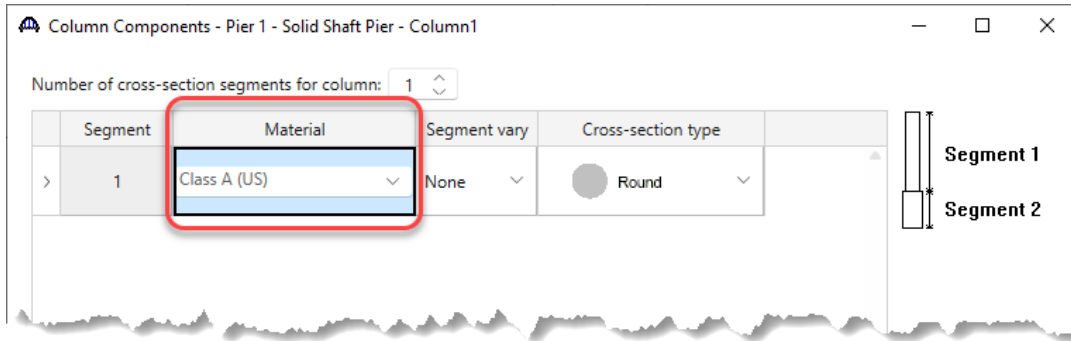 Column Components - Pier 1 - Solid Shaft Pier - Column1
Number of cross-section segments for column: 1
Segment Material Segment vary Cross-section type
1 Class A (US) None Round
Segment 1
Segment 2